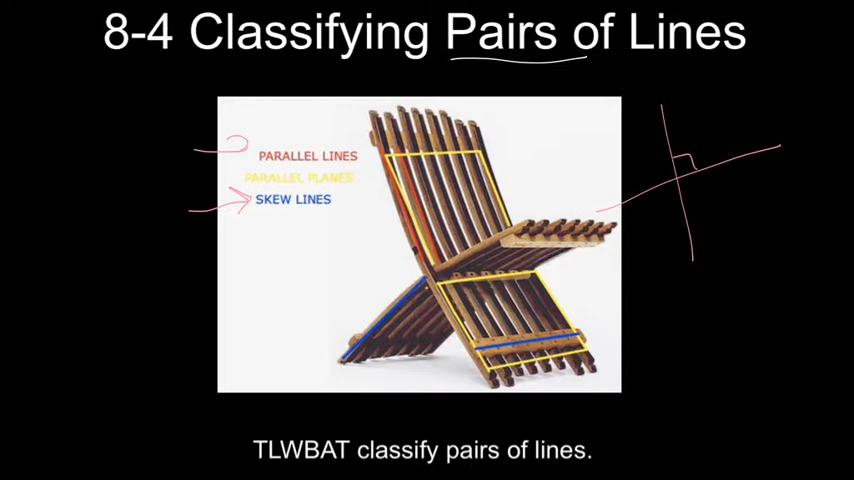 8-4 Classifying Pairs of Lines
PARALLEL LINES
PARALLEL PLANES
SKEW LINES
TLWBAT classify pairs of lines.